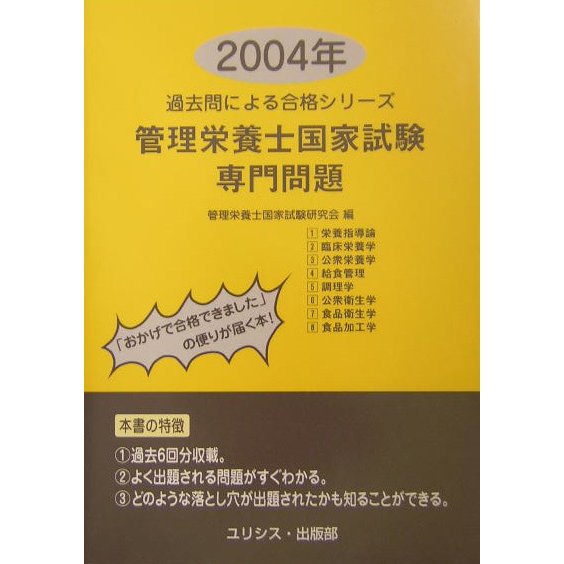 2004年
過去問による合格シリーズ
管理栄養士国家試験
専門問題
管理栄養士国家試験研究会 編
1 栄養指導論
2 臨床栄養学
3 公衆栄養学
4 給食管理
5 調理学
6 公衆衛生学
7 食品衛生学
8 食品加工学
「おかげで合格できました」
の便りが届く本!
本書の特徴
①過去6回分収載。
②よく出題される問題がすぐわかる。
③どのような落とし穴が出題されたかも知ることができる。
ユリシス・出版部